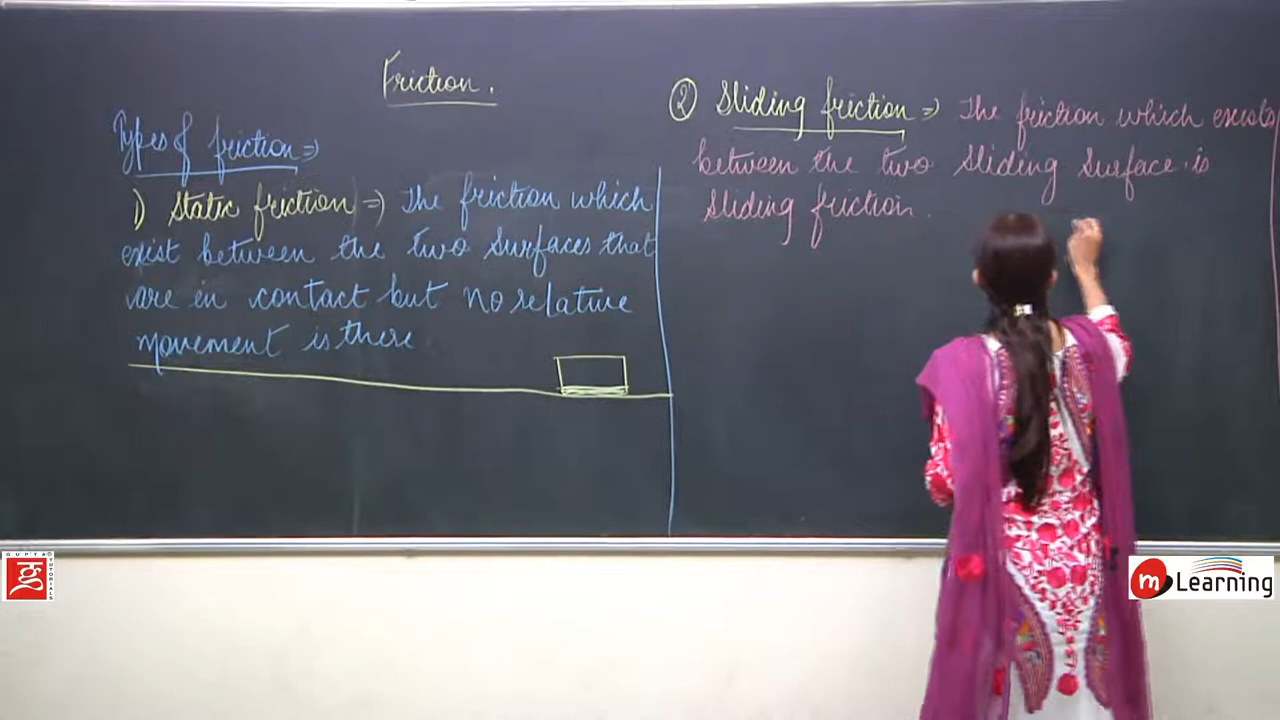 Friction.
Types of friction ⇒
1) Static friction ⇒ The friction which
exist between the two surfaces that
are in contact but no relative
movement is there
② Sliding friction ⇒ The friction which exists
between the two sliding surface is
sliding friction.
GUPTA TUTORIALS
m Learning